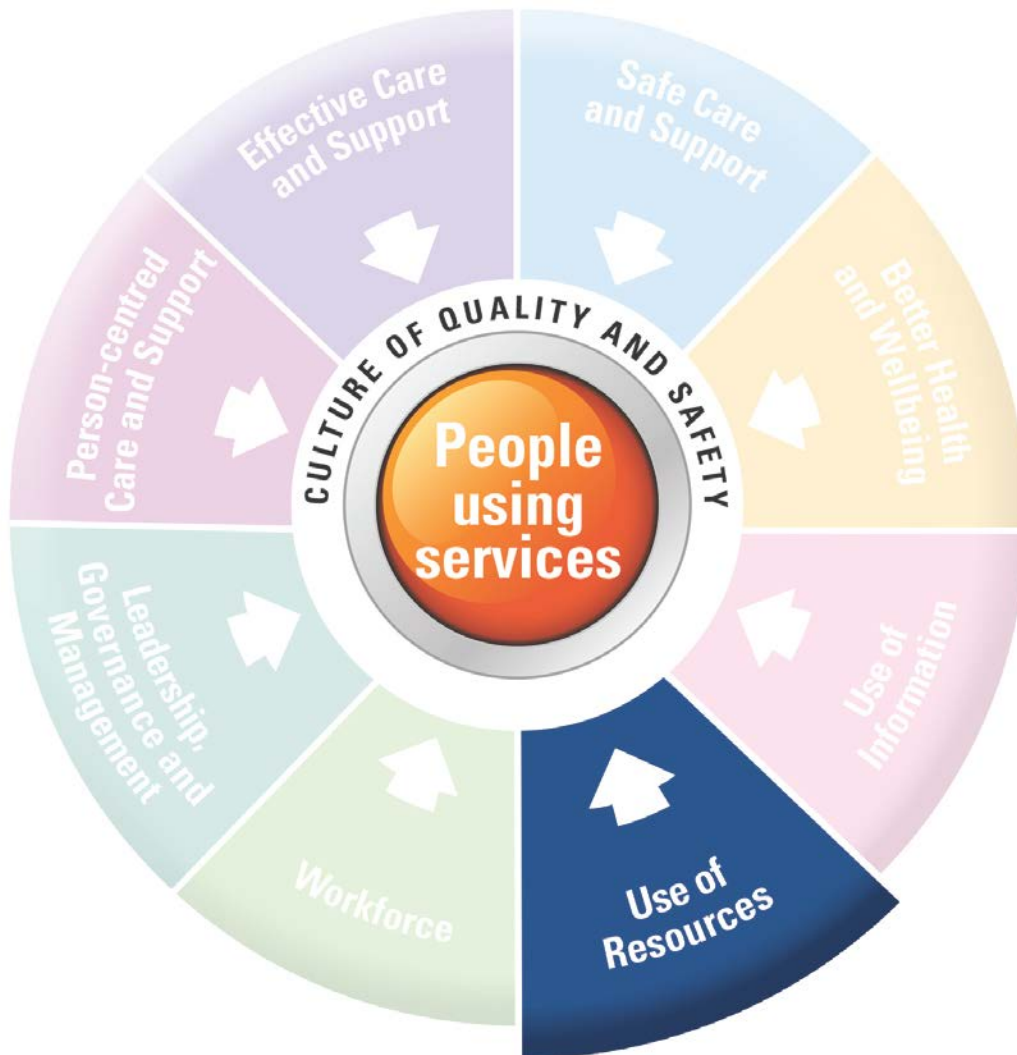 Effective Care
and Support
Safe Care
and Support
Better Health
and Wellbeing
Use of
Information
Use of
Resources
Workforce
Leadership,
Governance and
Management
Person-centred
Care and Support
CULTURE OF QUALITY AND SAFETY
People
using
services